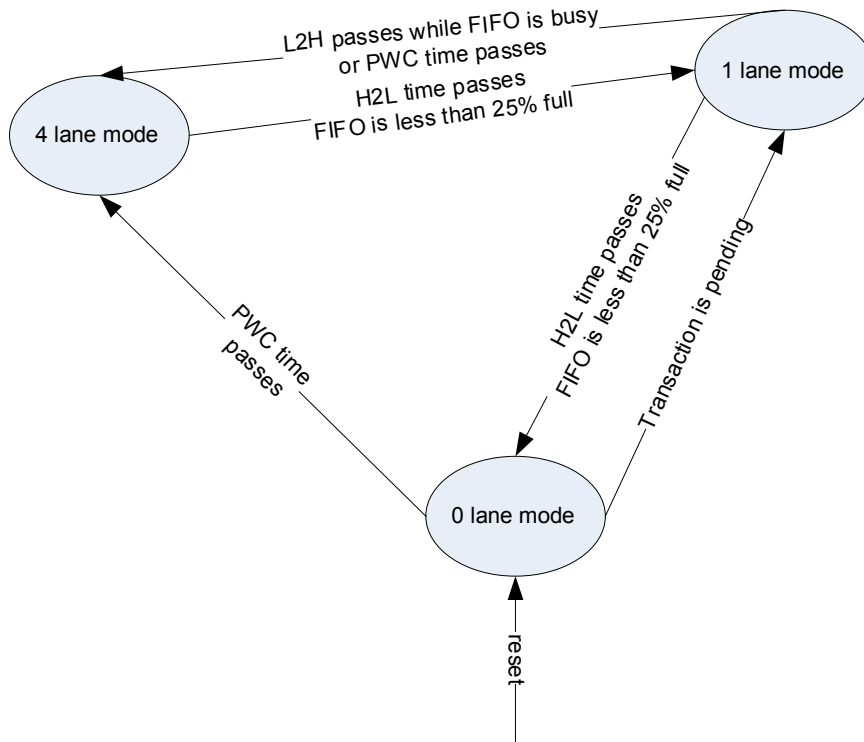 L2H passes while FIFO is busy
or PWC time passes
1 lane mode
H2L time passes
FIFO is less than 25% full
4 lane mode
H2L time passes
FIFO is less than 25% full
Transaction is pending
PWC time
passes
0 lane mode
reset